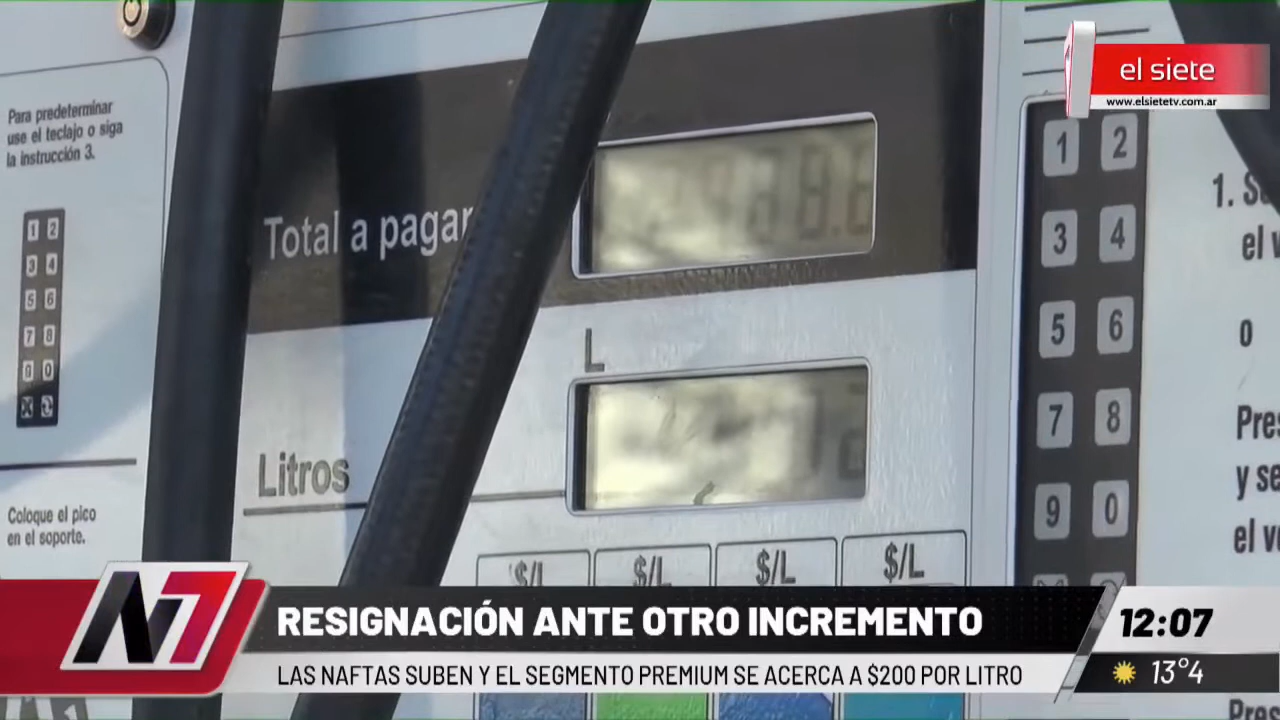 Para predeterminar
use el teclajo o siga
la instrucción 3.
1 2
3 4
5 6
7 8
9 0
Coloque el pico
en el soporte.
Total a pagar
L
Litros
$/L
$/L
$/L
$/L
el siete
www.elsietetv.com.ar
1 2
3 4
5 6
7 8
9 0
1.
el
o
y
el
N7
RESIGNACIÓN ANTE OTRO INCREMENTO
LAS NAFTAS SUBEN Y EL SEGMENTO PREMIUM SE ACERCA A $200 POR LITRO
12:07
13°4